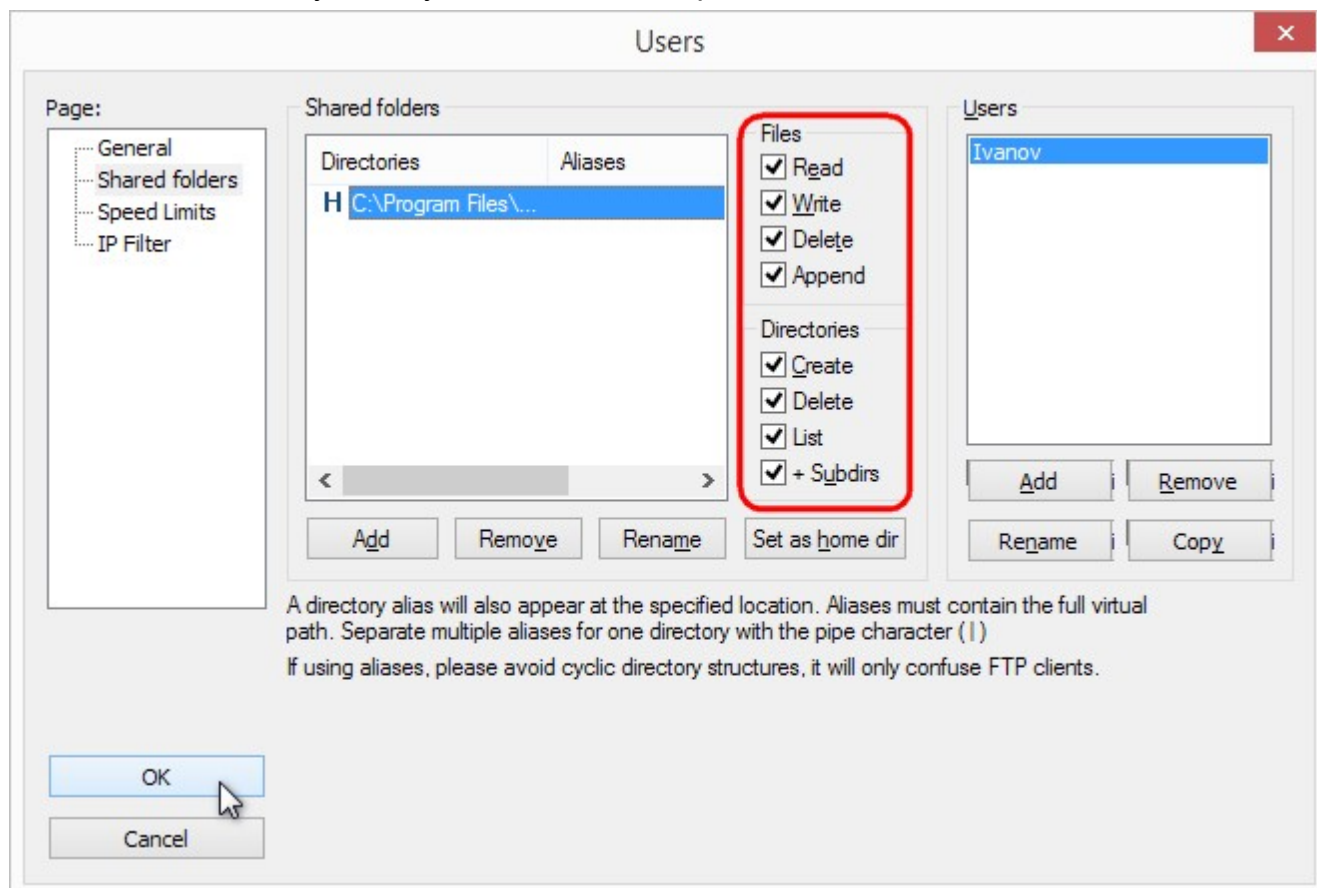 Users
Page:
General
Shared folders
Speed Limits
IP Filter
Shared folders
Directories Aliases
H C:\Program Files\...
Files
Read
Write
Delete
Append
Directories
Create
Delete
List
+ Subdirs
Add Remove Rename Set as home dir
Users
Ivanov
Add Remove
Rename Copy
A directory alias will also appear at the specified location. Aliases must contain the full virtual
path. Separate multiple aliases for one directory with the pipe character (|)
If using aliases, please avoid cyclic directory structures, it will only confuse FTP clients.
OK
Cancel